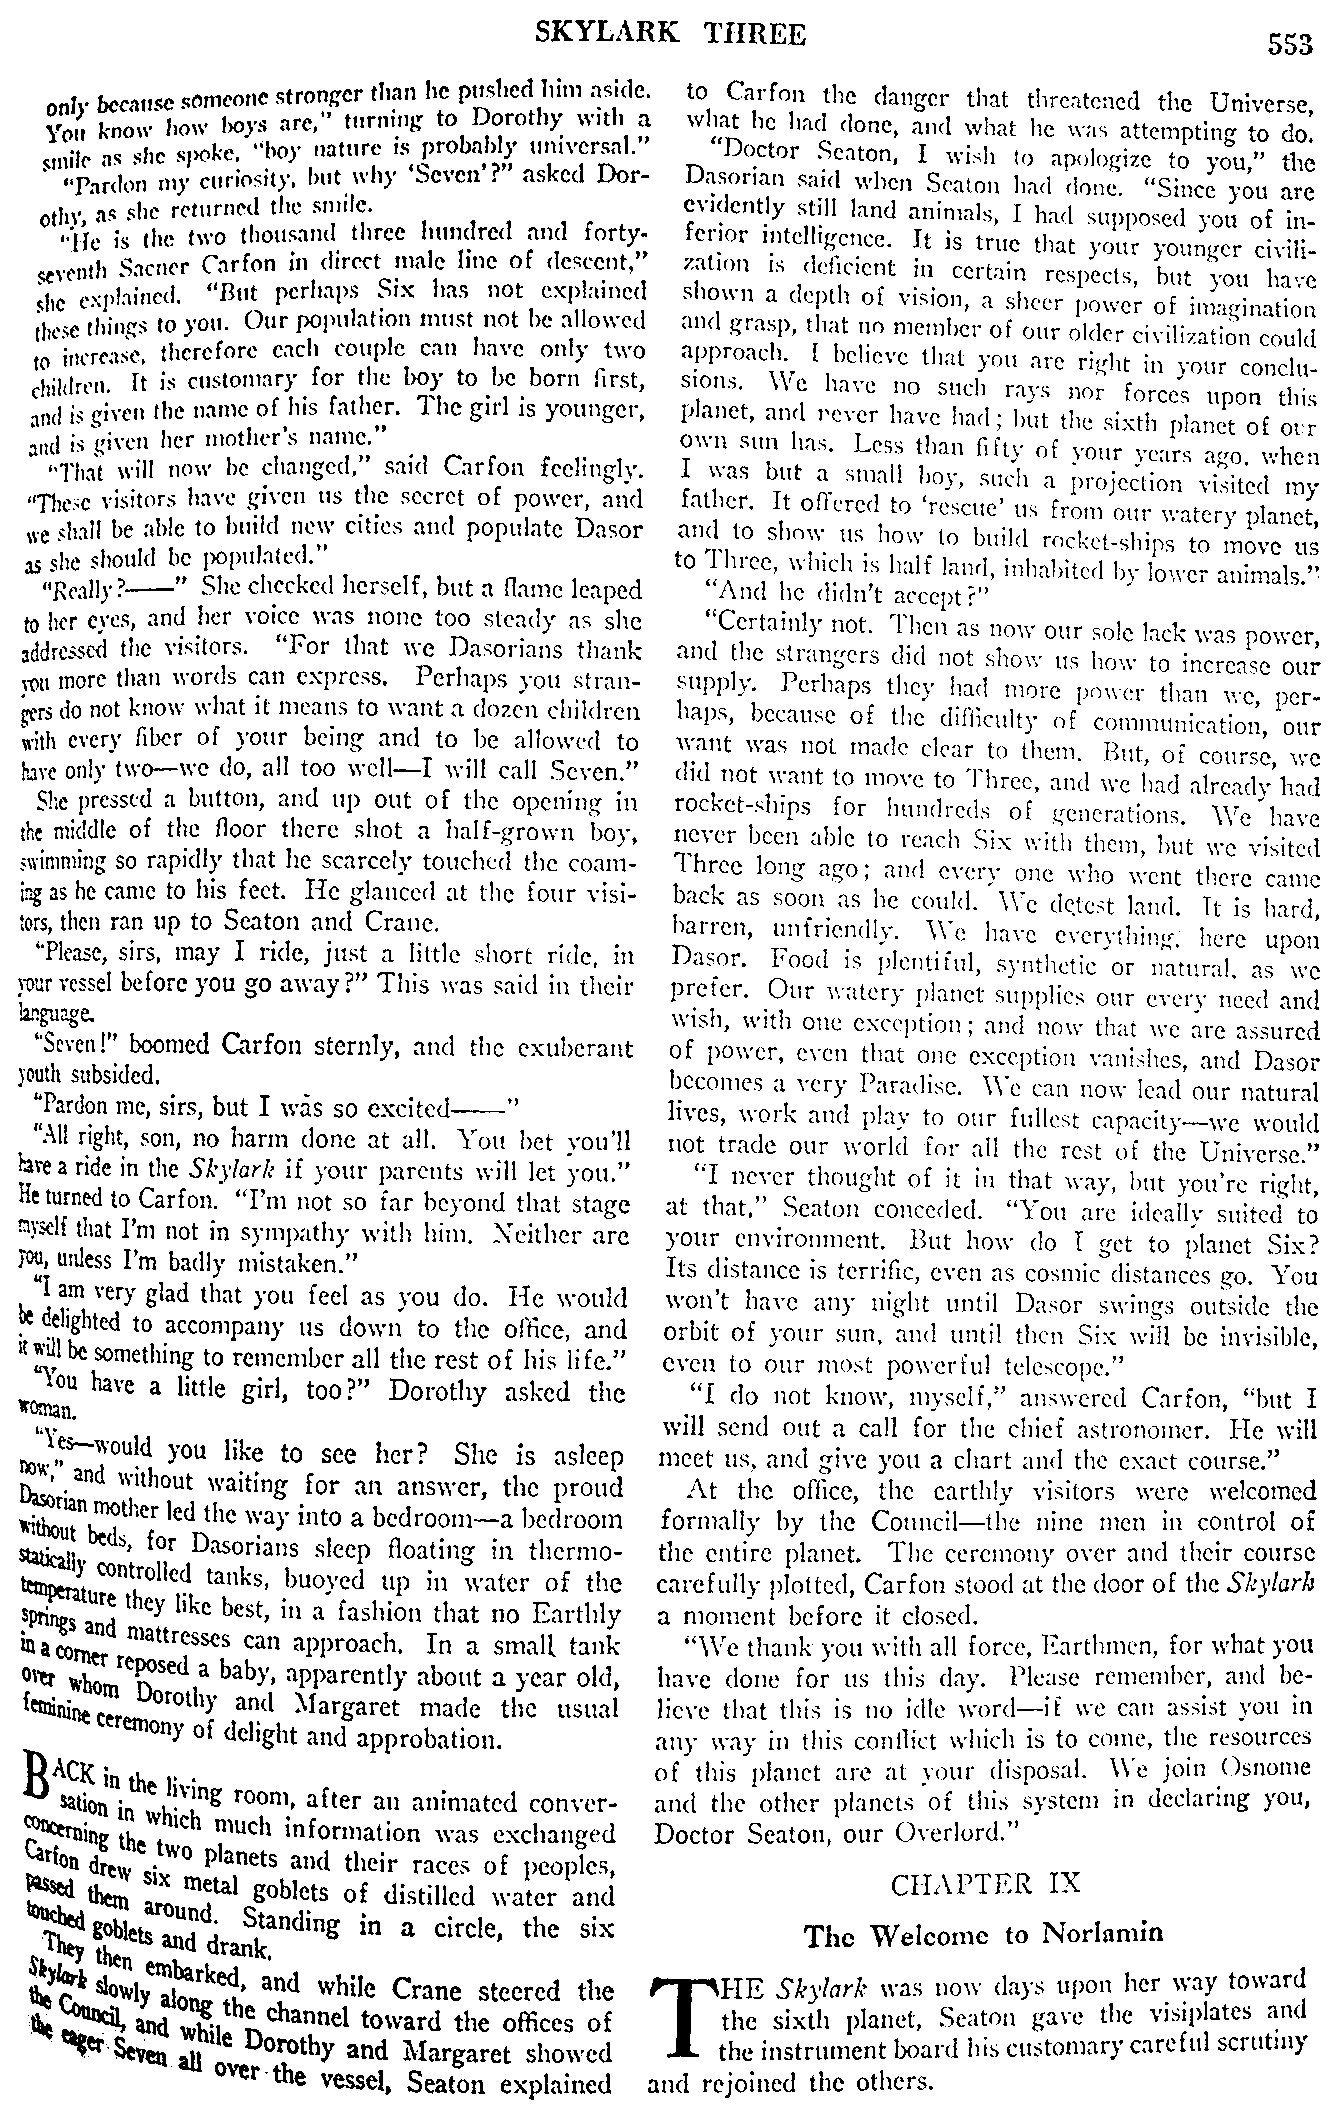 SKYLARK THREE
553
only because someone stronger than he pushed him aside.
You know how boys are," turning to Dorothy with a
smile as she spoke, "boy nature is probably universal."
"Pardon my curiosity, but why 'Seven'?" asked Dor-
othy, as she returned the smile.
"He is the two thousand three hundred and forty-
seventh Sacner Carfon in direct male line of descent,"
she explained. "But perhaps Six has not explained
these things to you. Our population must not be allowed
to increase, therefore each couple can have only two
children. It is customary for the boy to be born first,
and is given the name of his father. The girl is younger,
and is given her mother's name."
"That will now be changed," said Carfon feelingly.
"These visitors have given us the secret of power, and
we shall be able to build new cities and populate Dasor
as she should be populated."
"Really?——" She checked herself, but a flame leaped
to her eyes, and her voice was none too steady as she
addressed the visitors. "For that we Dasorians thank
you more than words can express. Perhaps you stran-
gers do not know what it means to want a dozen children
with every fiber of your being and to be allowed to
have only two—we do, all too well—I will call Seven."
She pressed a button, and up out of the opening in
the middle of the floor there shot a half-grown boy,
swimming so rapidly that he scarcely touched the coam-
ing as he came to his feet. He glanced at the four visi-
tors, then ran up to Seaton and Crane.
"Please, sirs, may I ride, just a little short ride, in
your vessel before you go away?" This was said in their
language.
"Seven!" boomed Carfon sternly, and the exuberant
youth subsided.
"Pardon me, sirs, but I was so excited——"
"All right, son, no harm done at all. You bet you'll
have a ride in the Skylark if your parents will let you."
He turned to Carfon. "I'm not so far beyond that stage
myself that I'm not in sympathy with him. Neither are
you, unless I'm badly mistaken."
"I am very glad that you feel as you do. He would
be delighted to accompany us down to the office, and
it will be something to remember all the rest of his life."
"You have a little girl, too?" Dorothy asked the
woman.
"Yes—would you like to see her? She is asleep
now," and without waiting for an answer, the proud
Dasorian mother led the way into a bedroom—a bedroom
without beds, for Dasorians sleep floating in thermo-
statically controlled tanks, buoyed up in water of the
temperature they like best, in a fashion that no Earthly
springs and mattresses can approach. In a small tank
in a corner reposed a baby, apparently about a year old,
over whom Dorothy and Margaret made the usual
feminine ceremony of delight and approbation.
BACK in the living room, after an animated conver-
sation in which much information was exchanged
concerning the two planets and their races of peoples,
Carfon drew six metal goblets of distilled water and
passed them around. Standing in a circle, the six
touched goblets and drank.
They then embarked, and while Crane steered the
Skylark slowly along the channel toward the offices of
the Council, and while Dorothy and Margaret showed
the eager Seven all over the vessel, Seaton explained
to Carfon the danger that threatened the Universe,
what he had done, and what he was attempting to do.
"Doctor Seaton, I wish to apologize to you," the
Dasorian said when Seaton had done. "Since you are
evidently still land animals, I had supposed you of in-
ferior intelligence. It is true that your younger civili-
zation is deficient in certain respects, but you have
shown a depth of vision, a sheer power of imagination
and grasp, that no member of our older civilization could
approach. I believe that you are right in your conclu-
sions. We have no such rays nor forces upon this
planet, and never have had; but the sixth planet of our
own sun has. Less than fifty of your years ago, when
I was but a small boy, such a projection visited my
father. It offered to 'rescue' us from our watery planet,
and to show us how to build rocket-ships to move us
to Three, which is half land, inhabited by lower animals."
"And he didn't accept?"
"Certainly not. Then as now our sole lack was power,
and the strangers did not show us how to increase our
supply. Perhaps they had more power than we, per-
haps, because of the difficulty of communication, our
want was not made clear to them. But, of course, we
did not want to move to Three, and we had already had
rocket-ships for hundreds of generations. We have
never been able to reach Six with them, but we visited
Three long ago; and every one who went there came
back as soon as he could. We detest land. It is hard,
barren, unfriendly. We have everything, here upon
Dasor. Food is plentiful, synthetic or natural, as we
prefer. Our watery planet supplies our every need and
wish, with one exception; and now that we are assured
of power, even that one exception vanishes, and Dasor
becomes a very Paradise. We can now lead our natural
lives, work and play to our fullest capacity—we would
not trade our world for all the rest of the Universe."
"I never thought of it in that way, but you're right,
at that," Seaton conceded. "You are ideally suited to
your environment. But how do I get to planet Six?
Its distance is terrific, even as cosmic distances go. You
won't have any night until Dasor swings outside the
orbit of your sun, and until then Six will be invisible,
even to our most powerful telescope."
"I do not know, myself," answered Carfon, "but I
will send out a call for the chief astronomer. He will
meet us, and give you a chart and the exact course."
At the office, the earthly visitors were welcomed
formally by the Council—the nine men in control of
the entire planet. The ceremony over and their course
carefully plotted, Carfon stood at the door of the Skylark
a moment before it closed.
"We thank you with all force, Earthmen, for what you
have done for us this day. Please remember, and be-
lieve that this is no idle word—if we can assist you in
any way in this conflict which is to come, the resources
of this planet are at your disposal. We join Osnome
and the other planets of this system in declaring you,
Doctor Seaton, our Overlord."
CHAPTER IX
The Welcome to Norlamin
THE Skylark was now days upon her way toward
the sixth planet, Seaton gave the visiplates and
the instrument board his customary careful scrutiny
and rejoined the others.